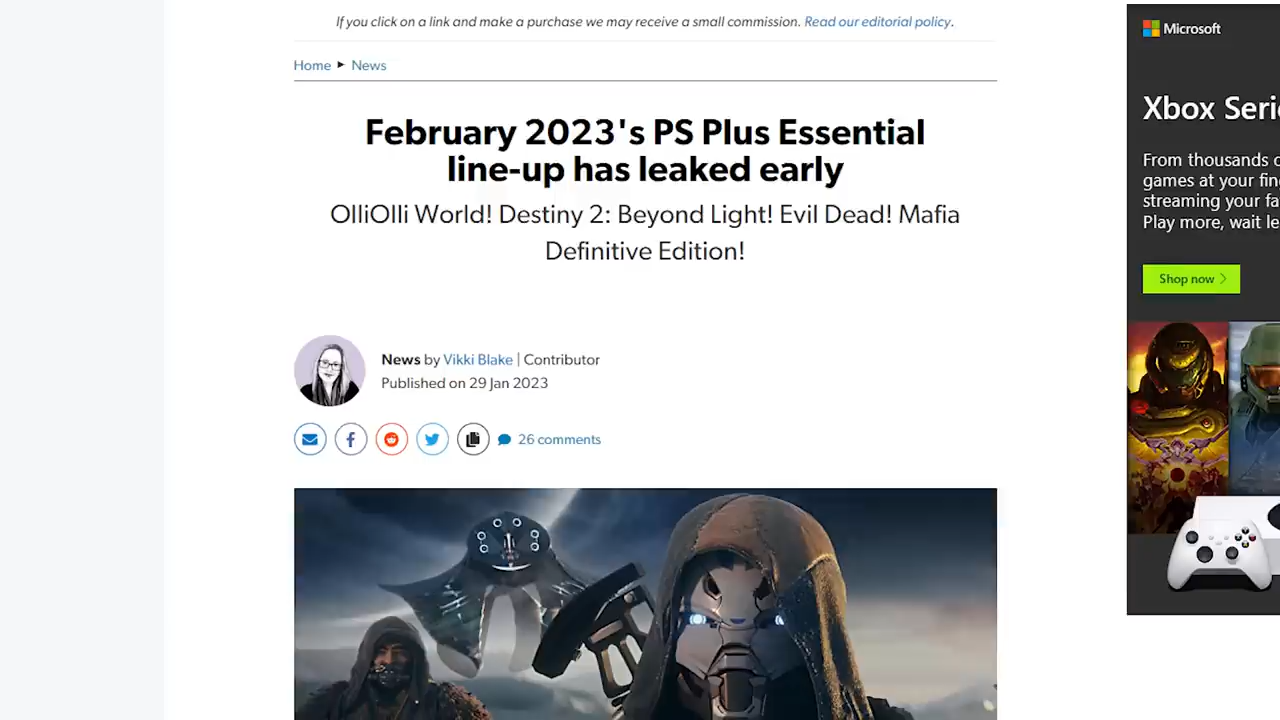 If you click on a link and make a purchase we may receive a small commission. Read our editorial policy.
Home ► News
February 2023's PS Plus Essential
line-up has leaked early
OlliOlli World! Destiny 2: Beyond Light! Evil Dead! Mafia
Definitive Edition!
News by Vikki Blake | Contributor
Published on 29 Jan 2023
26 comments
Microsoft
Xbox Seri
From thousands o
games at your fin
streaming your fa
Play more, wait le
Shop now >